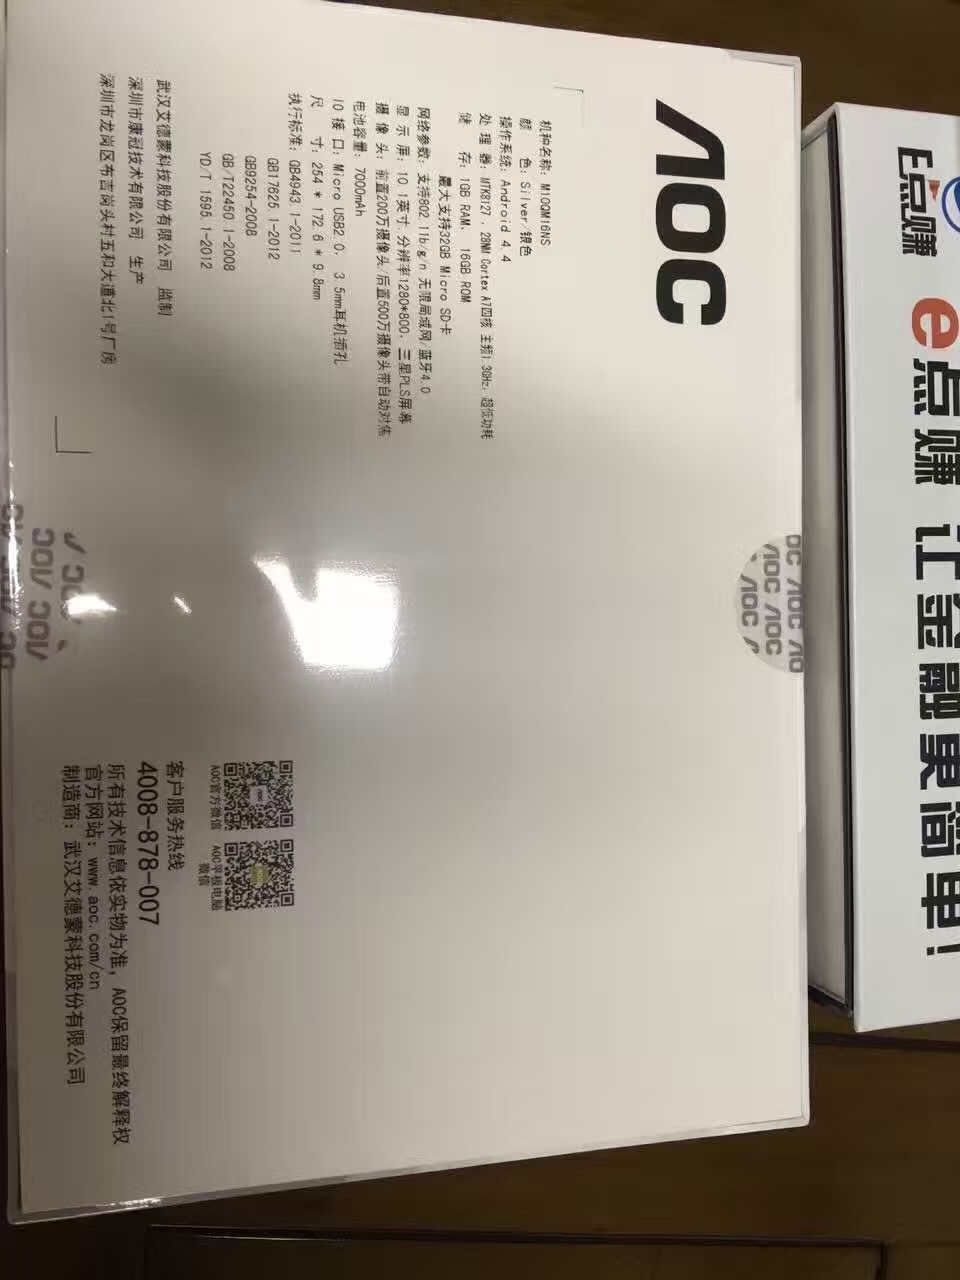 AOC
机种名称: M10QM116NS
颜 色: Silver/银色
操作系统: Android 4.4
处 理 器: MTK8127, 28NM Cortex A7四核 主频1.3GHz, 超低功耗
储 存: 1GB RAM, 16GB ROM
最大支持32GB Micro SD卡
网络参数: 支持802.11b/g/n 无限局域网/蓝牙4.0
显 示 屏: 10.1英寸,分辨率1280*800, 三星PLS屏幕
摄 像 头: 前置200万摄像头/后置500万摄像头带自动对焦
电池容量: 7000mAh
IO 接 口: Micro USB2.0, 3.5mm耳机插孔
尺 寸: 254 * 172.6 * 9.8mm
执行标准: GB4943.1-2011
GB17625.1-2012
GB9254-2008
GB/T22450.1-2008
YD/T 1595.1-2012
武汉艾德蒙科技股份有限公司 监制
深圳市康冠技术有限公司 生产
深圳市龙岗区布吉岗头村五和大道北1号厂房
AOC官方微信
AOC平板电脑
微信
客户服务热线
4008-878-007
所有技术信息依实物为准, AOC保留最终解释权
官方网站: www.aoc.com/cn
制造商: 武汉艾德蒙科技股份有限公司
AOC AOC
AOC AOC
AOC
E点赚
e点赚 让金融更简单!